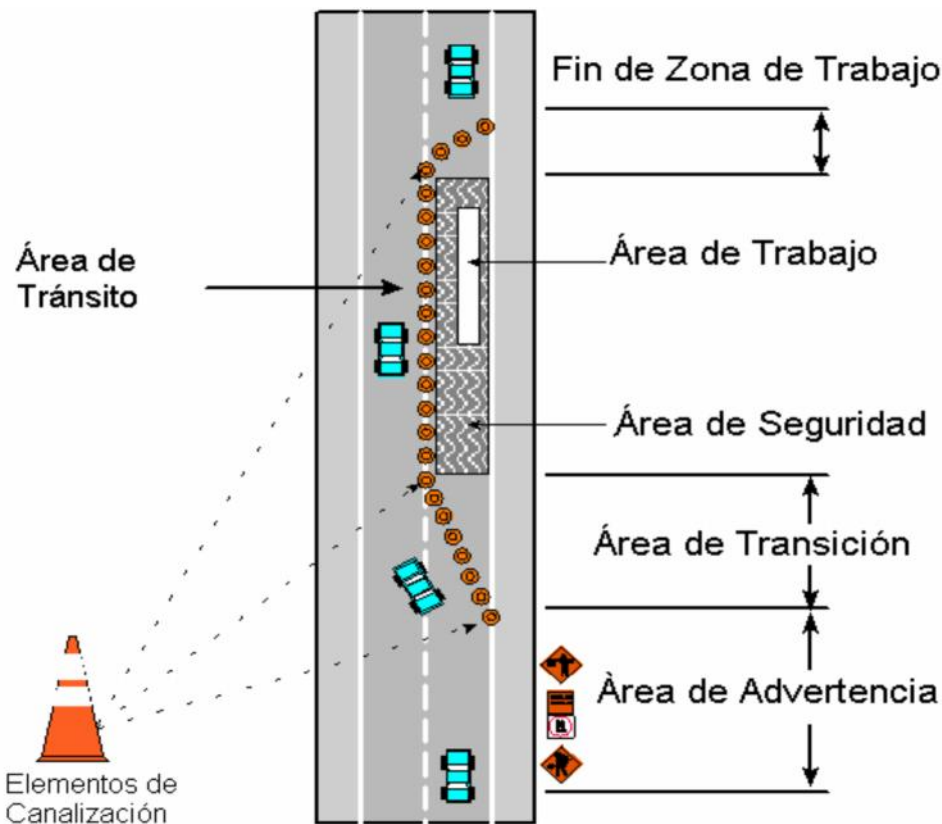 Fin de Zona de Trabajo
Área de Trabajo
Área de
Tránsito
Área de Seguridad
Área de Transición
Àrea de Advertencia
Elementos de
Canalización